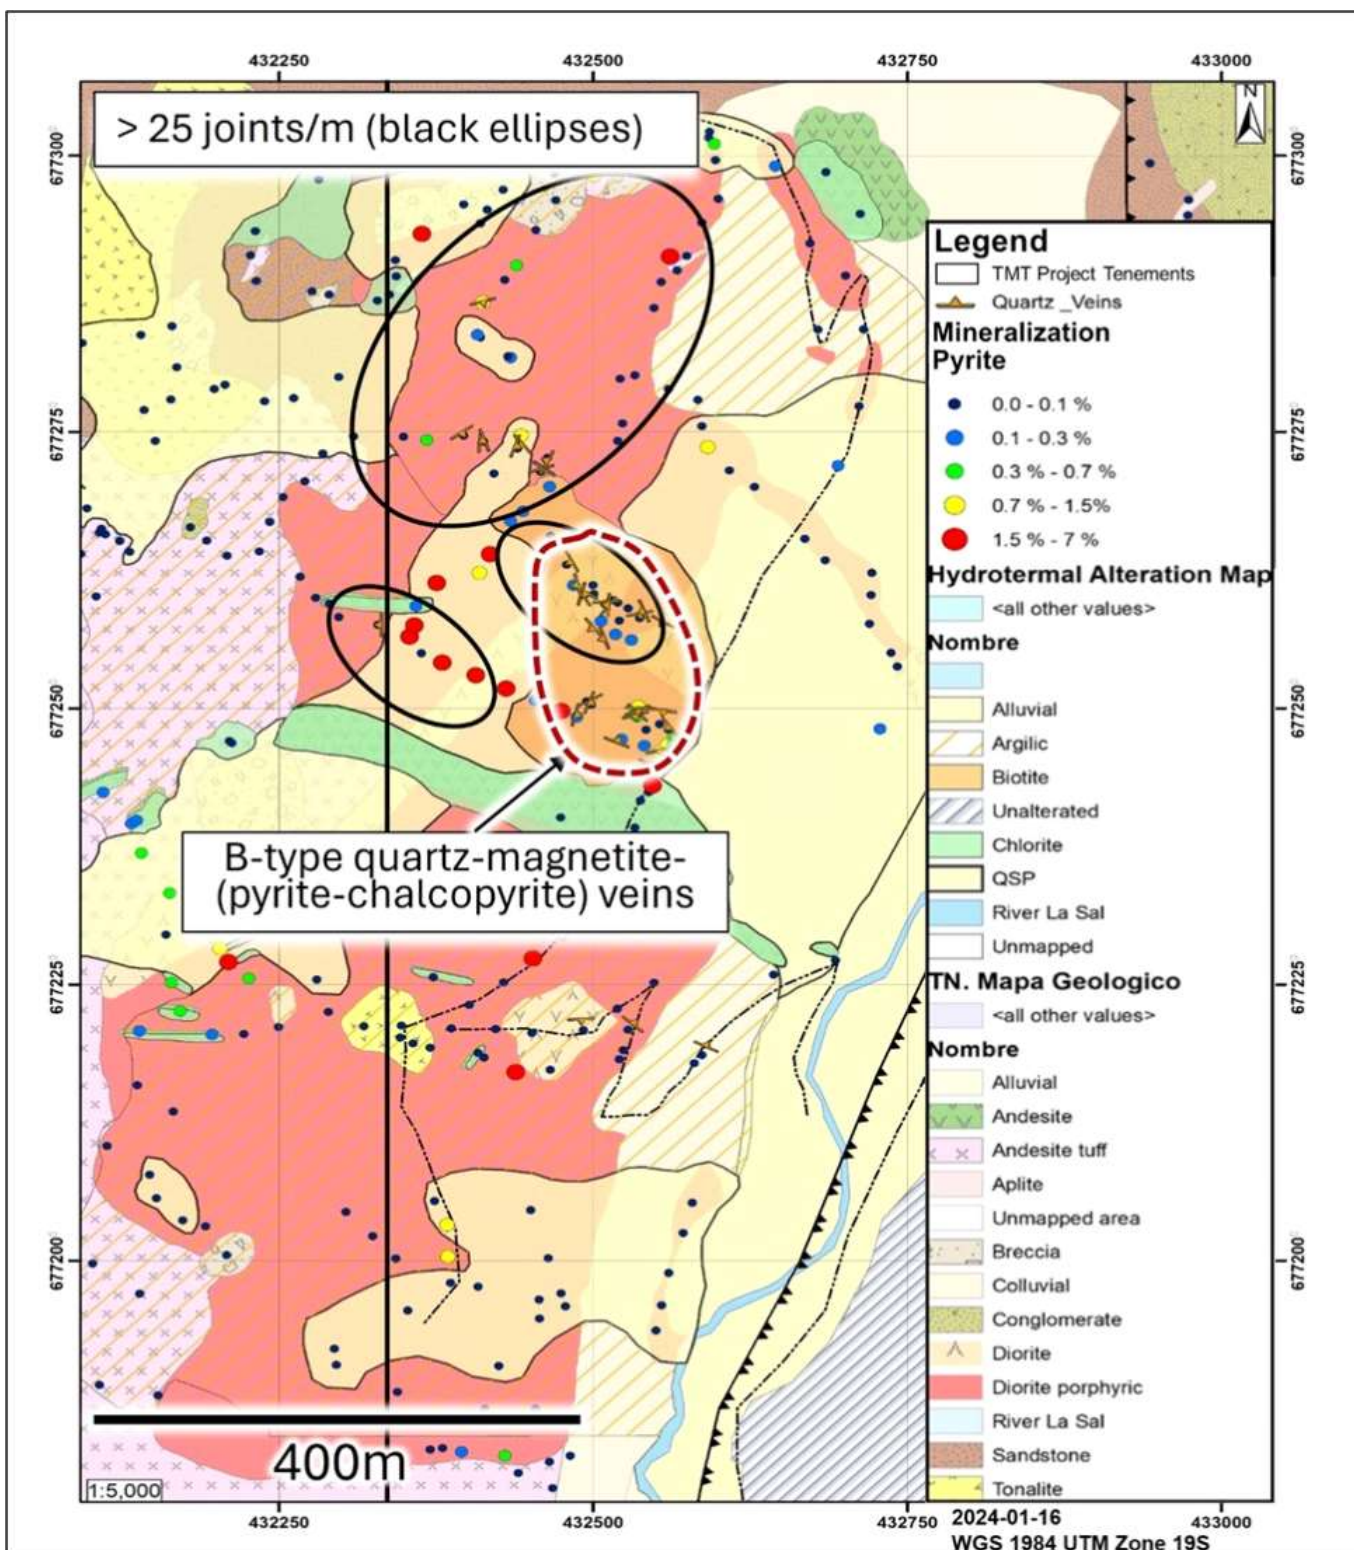 432250 432500 432750 433000
> 25 joints/m (black ellipses)
N
677300 677300
Legend
TMT Project Tenements
Quartz _Veins
Mineralization
Pyrite
0.0 - 0.1 %
0.1 - 0.3 %
677275 677275
0.3 % - 0.7 %
0.7 % - 1.5%
1.5 % - 7 %
Hydrotermal Alteration Map
<all other values>
Nombre
677250 677250
Alluvial
Argilic
Biotite
Unalterated
Chlorite
B-type quartz-magnetite-
(pyrite-chalcopyrite) veins
QSP
River La Sal
Unmapped
677225 677225
TN. Mapa Geologico
<all other values>
Nombre
Alluvial
Andesite
Andesite tuff
Aplite
Unmapped area
Breccia
677200 677200
Colluvial
Conglomerate
Diorite
Diorite porphyric
River La Sal
Sandstone
Tonalite
400m
1:5,000
432250 432500 432750 433000
2024-01-16
WGS 1984 UTM Zone 19S